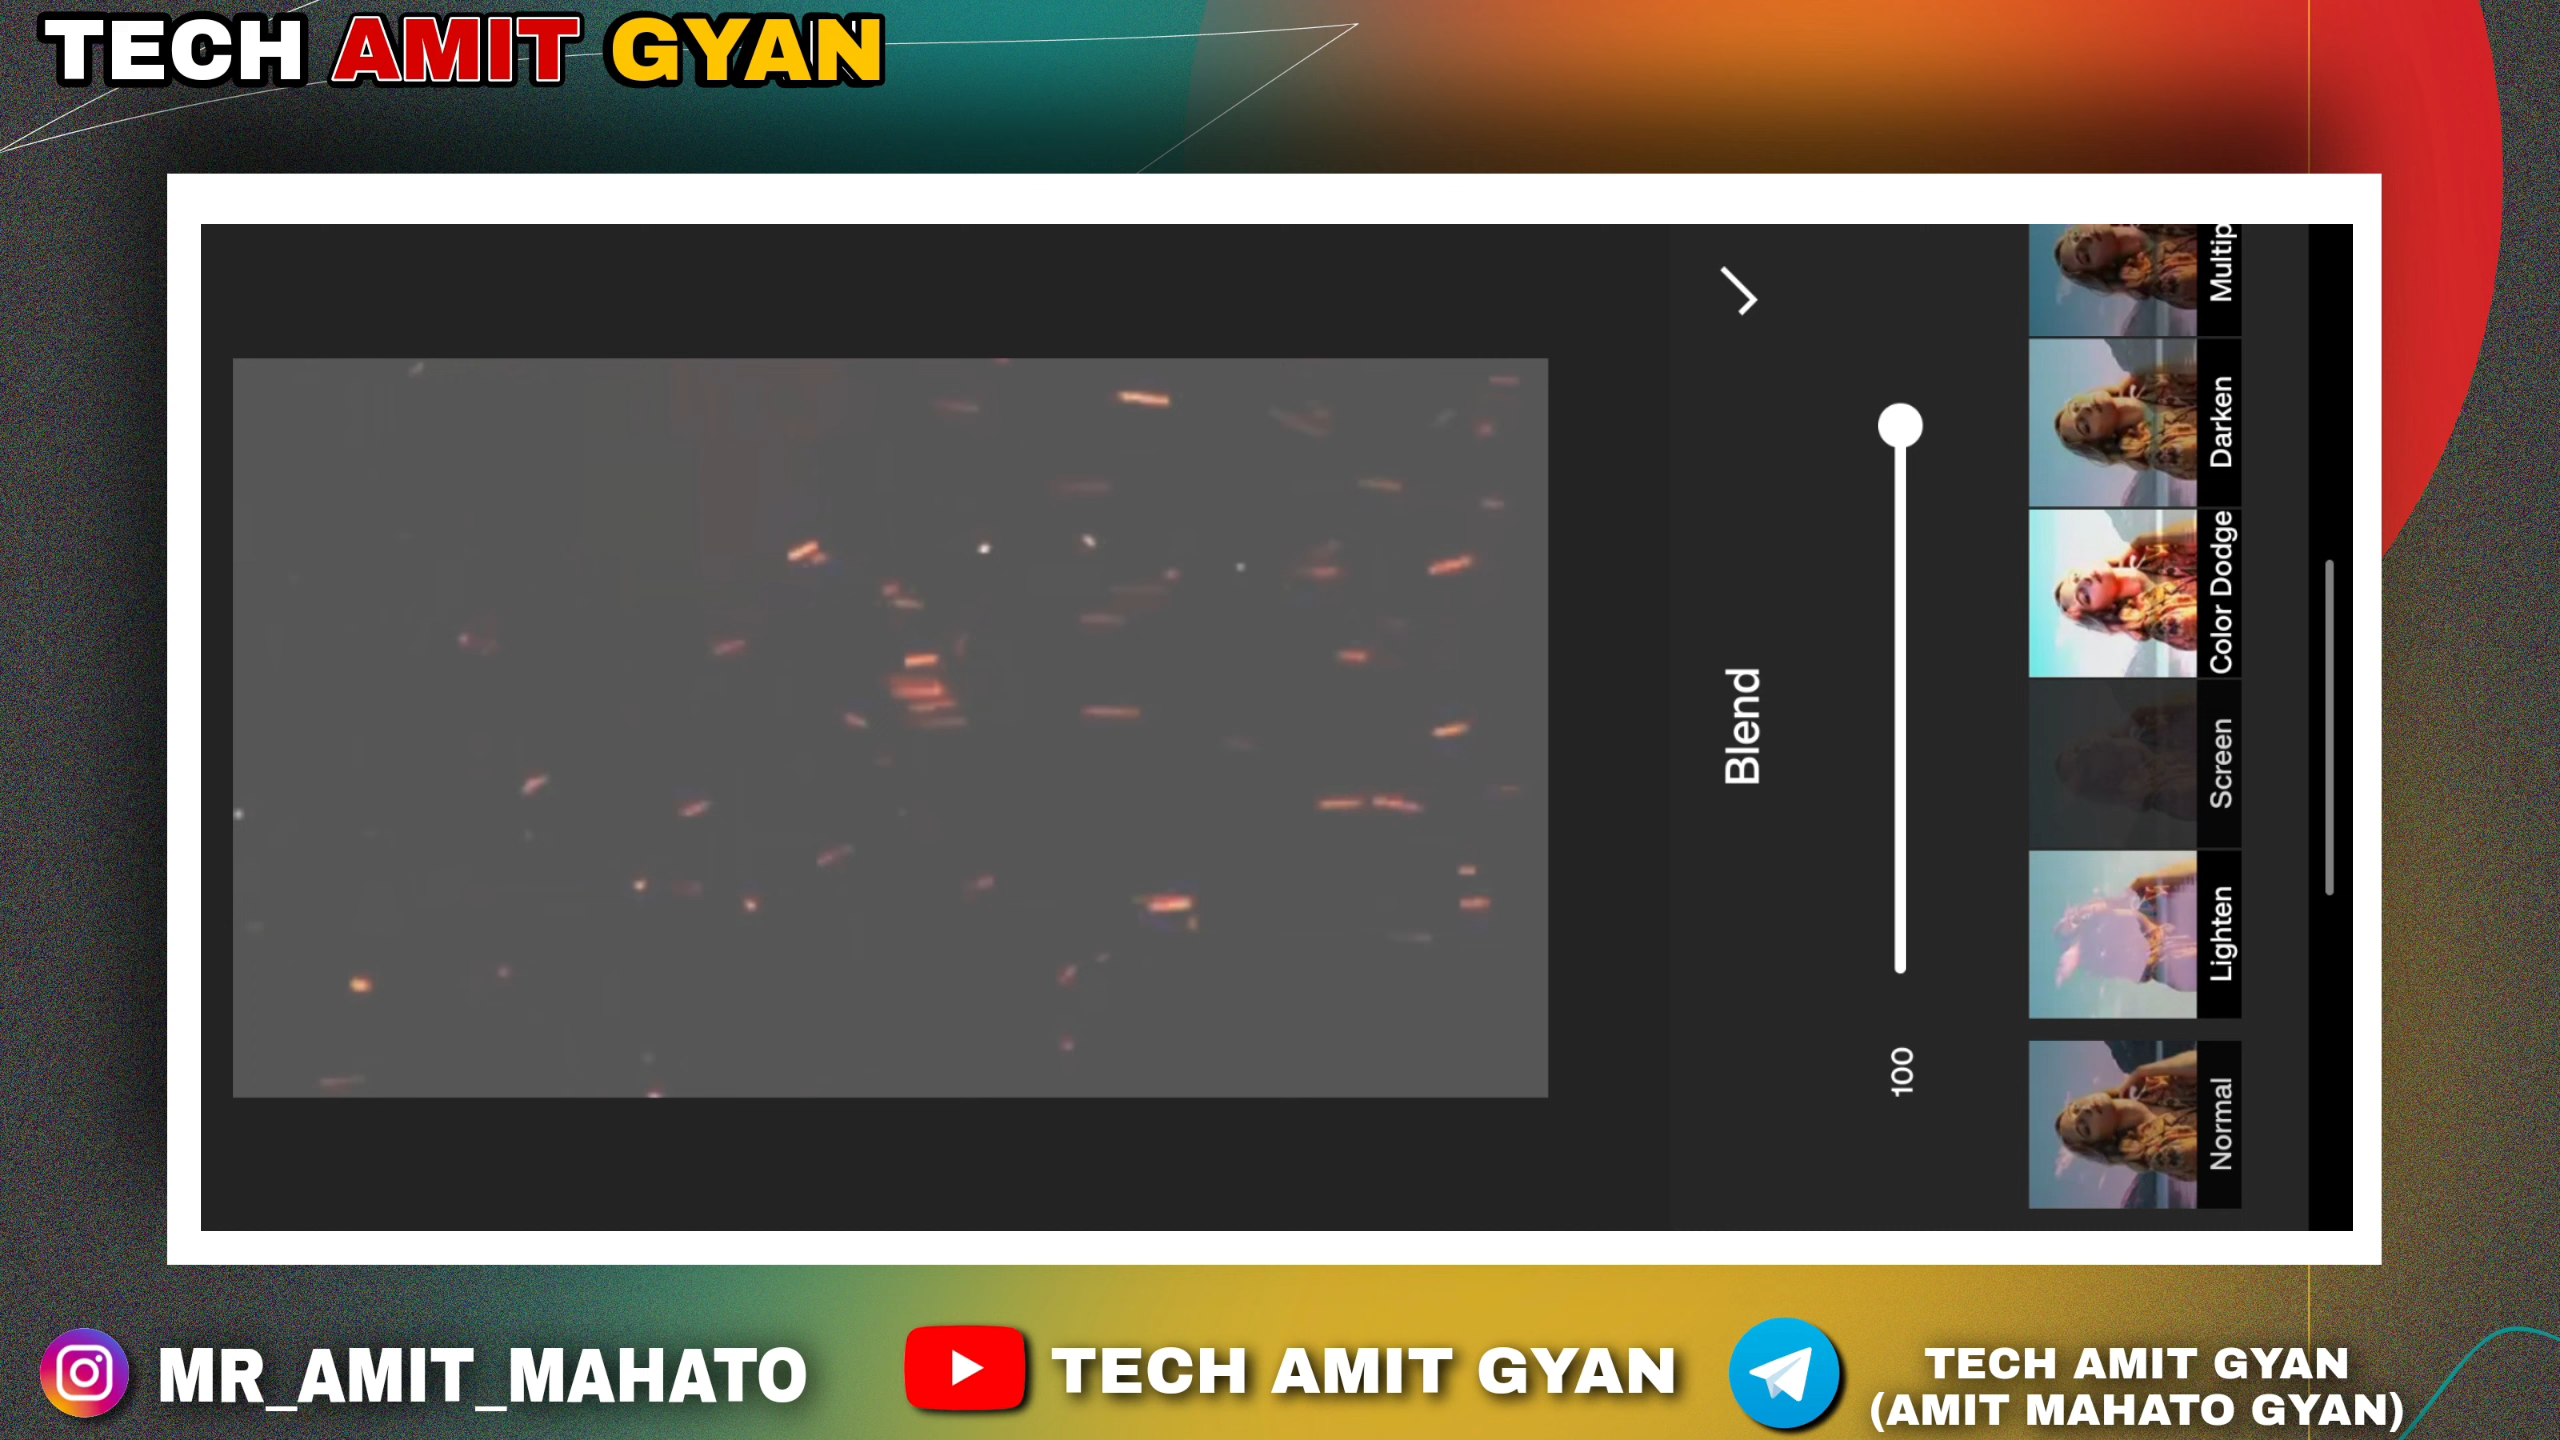 TECH AMIT GYAN
Blend
100
Multip
Darken
Color Dodge
Screen
Lighten
Normal
MR_AMIT_MAHATO
TECH AMIT GYAN
TECH AMIT GYAN
(AMIT MAHATO GYAN)